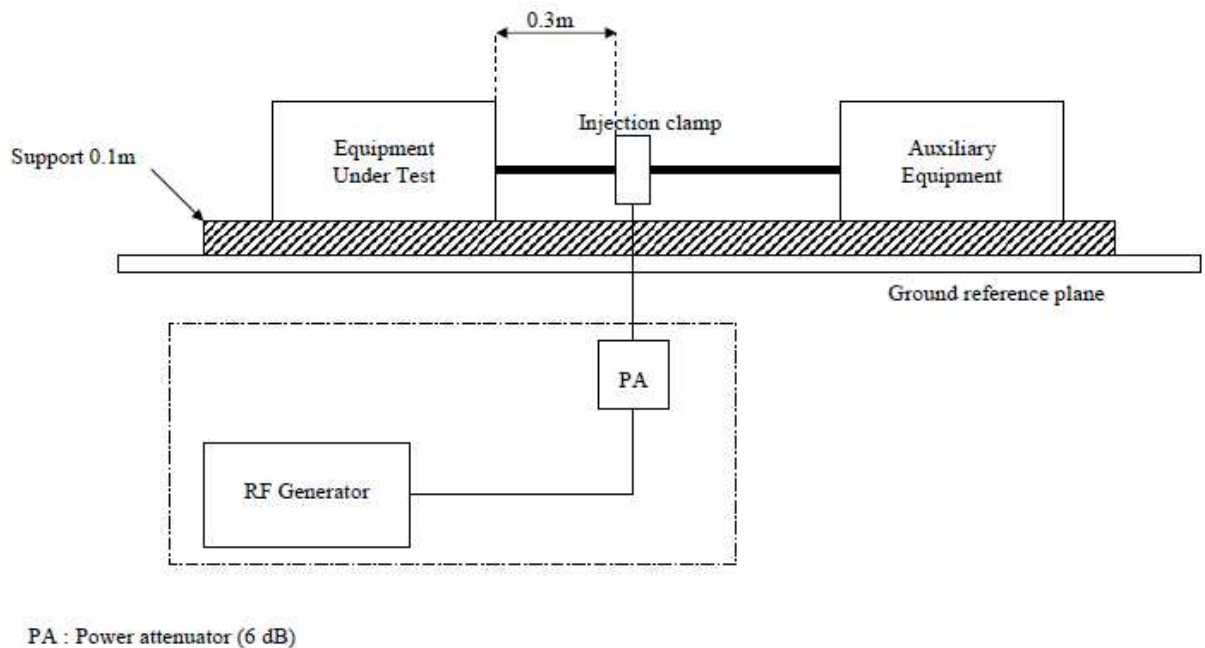 0.3m
Injection clamp
Equipment
Under Test
Auxiliary
Equipment
Support 0.1m
Ground reference plane
PA
RF Generator
PA : Power attenuator (6 dB)